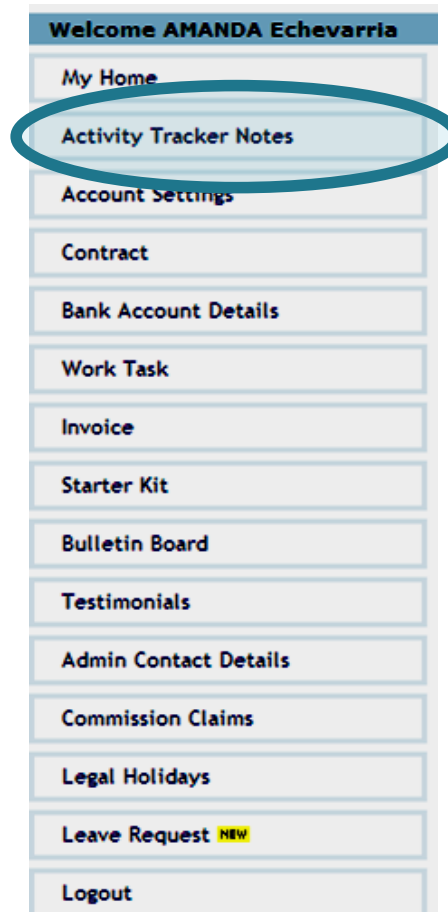 Welcome AMANDA Echevarria
My Home
Activity Tracker Notes
Account Settings
Contract
Bank Account Details
Work Task
Invoice
Starter Kit
Bulletin Board
Testimonials
Admin Contact Details
Commission Claims
Legal Holidays
Leave Request NEW
Logout